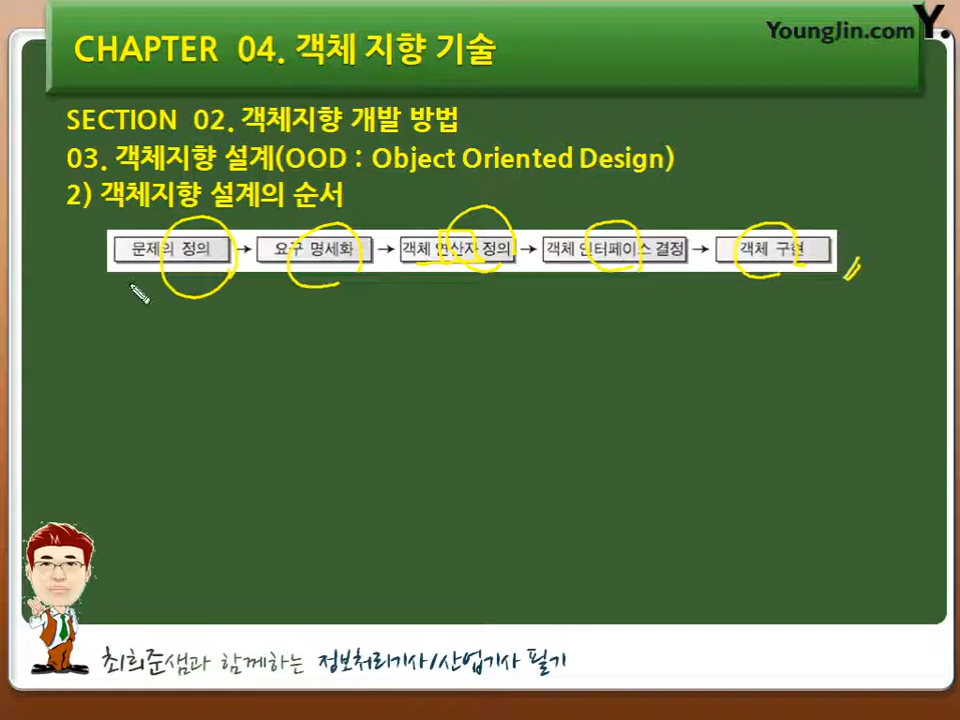 CHAPTER 04. 객체 지향 기술
YoungJin.com Y.
SECTION 02. 객체지향 개발 방법
03. 객체지향 설계(OOD : Object Oriented Design)
2) 객체지향 설계의 순서
문제의 정의 → 요구 명세화 → 객체 연산자 정의 → 객체 인터페이스 결정 → 객체 구현
최희준샘과 함께하는 정보처리기사/산업기사 필기